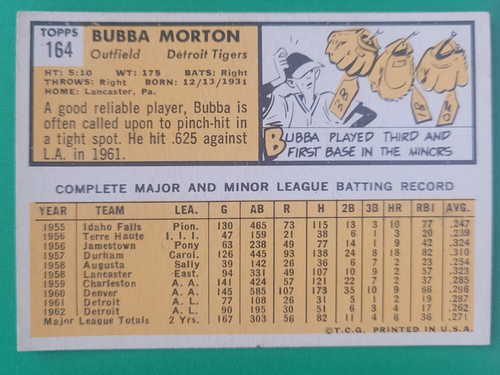 TOPPS
164
BUBBA MORTON
Outfield Detroit Tigers
HT: 5:10 WT: 175 BATS: Right
THROWS: Right BORN: 12/13/1931
HOME: Lancaster, Pa.
A good reliable player, Bubba is
often called upon to pinch-hit in
a tight spot. He hit .625 against
L.A. in 1961.
3B
1B
BUBBA PLAYED THIRD AND
FIRST BASE IN THE MINORS
COMPLETE MAJOR AND MINOR LEAGUE BATTING RECORD
YEAR TEAM LEA. G AB R H 2B 3B HR RBI AVG.
1955 Idaho Falls Pion. 130 465 73 115 13 3 10 77 .247
1956 Terre Haute I. I. I. 47 159 21 38 6 1 3 20 .239
1956 Jamestown Pony 63 238 49 77 14 1 9 42 .324
1957 Durham Carol. 126 445 93 138 24 8 18 82 .310
1958 Augusta Sally 39 142 26 36 6 7 2 23 .254
1958 Lancaster East. 94 331 49 107 10 9 2 57 .323
1959 Charleston A. A. 141 424 57 121 22 7 2 37 .285
1960 Denver A. A. 145 585 107 173 35 10 9 66 .296
1961 Detroit A. L. 77 108 26 31 5 1 2 19 .287
1962 Detroit A. L. 90 195 30 51 6 3 4 17 .262
Major League Totals 2 Yrs. 167 303 56 82 11 4 6 36 .271
©T.C.G. PRINTED IN U.S.A.